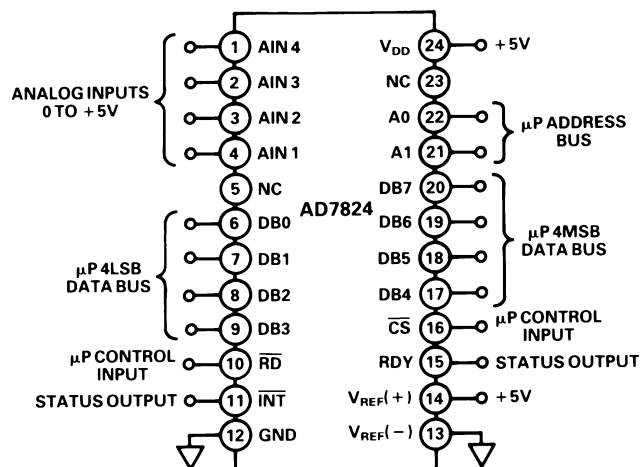 ANALOG INPUTS
0 TO +5V
1 AIN 4
2 AIN 3
3 AIN 2
4 AIN 1
5 NC
μP 4LSB
DATA BUS
6 DB0
7 DB1
8 DB2
9 DB3
μP CONTROL
INPUT
10 RD
STATUS OUTPUT 11 INT
12 GND
AD7824
VDD 24 +5V
NC 23
A0 22
A1 21
μP ADDRESS
BUS
DB7 20
DB6 19
DB5 18
DB4 17
μP 4MSB
DATA BUS
CS 16
μP CONTROL
INPUT
RDY 15 STATUS OUTPUT
VREF(+) 14 +5V
VREF(−) 13